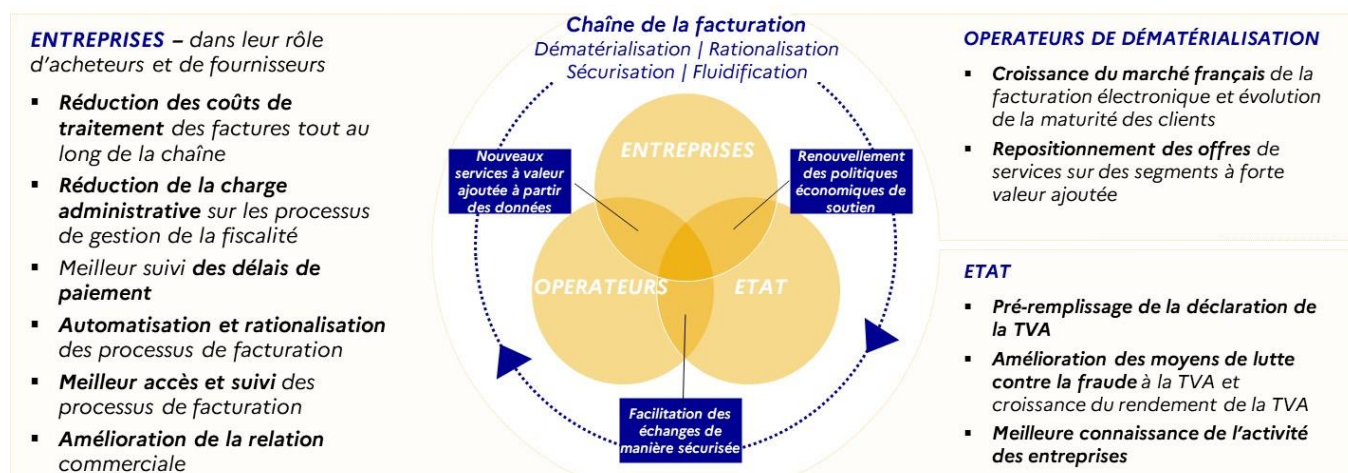 ENTREPRISES – dans leur rôle
d’acheteurs et de fournisseurs
▪ Réduction des coûts de
traitement des factures tout au
long de la chaîne
▪ Réduction de la charge
administrative sur les processus
de gestion de la fiscalité
▪ Meilleur suivi des délais de
paiement
▪ Automatisation et rationalisation
des processus de facturation
▪ Meilleur accès et suivi des
processus de facturation
▪ Amélioration de la relation
commerciale
Chaîne de la facturation
Dématérialisation | Rationalisation
Sécurisation | Fluidification
ENTREPRISES
Nouveaux
services à valeur
ajoutée à partir
des données
Renouvellement
des politiques
économiques de
soutien
OPERATEURS
ETAT
Facilitation des
échanges de
manière sécurisée
OPERATEURS DE DÉMATÉRIALISATION
▪ Croissance du marché français de la
facturation électronique et évolution
de la maturité des clients
▪ Repositionnement des offres de
services sur des segments à forte
valeur ajoutée
ETAT
▪ Pré-remplissage de la déclaration de
la TVA
▪ Amélioration des moyens de lutte
contre la fraude à la TVA et
croissance du rendement de la TVA
▪ Meilleure connaissance de l’activité
des entreprises